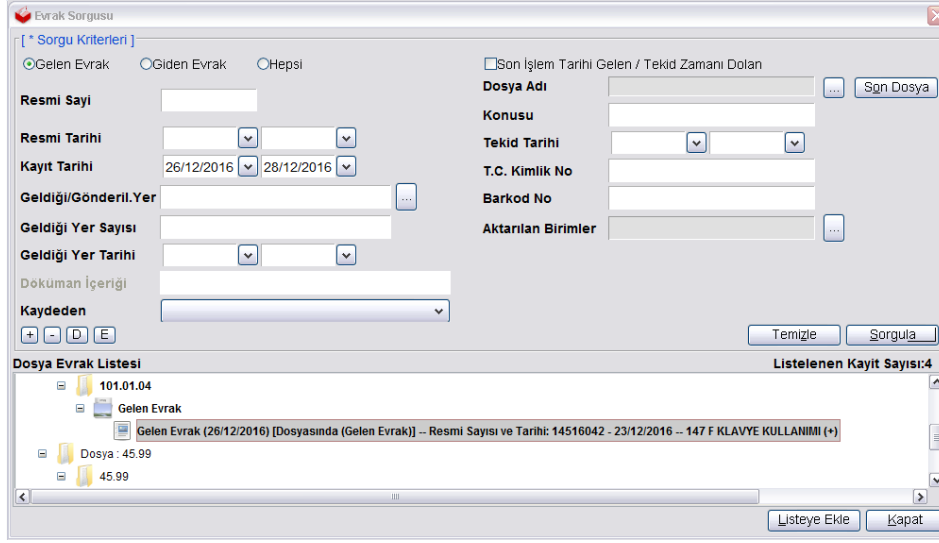 Evrak Sorgusu
[ * Sorgu Kriterleri ]
Gelen Evrak Giden Evrak Hepsi
Son İşlem Tarihi Gelen / Tekid Zamanı Dolan
Resmi Sayi
Resmi Tarihi
Kayıt Tarihi 26/12/2016 28/12/2016
Geldiği/Gönderil.Yer ...
Geldiği Yer Sayısı
Geldiği Yer Tarihi
Döküman İçeriği
Kaydeden
Dosya Adı ... Son Dosya
Konusu
Tekid Tarihi
T.C. Kimlik No
Barkod No
Aktarılan Birimler ...
+ - D E
Temizle Sorgula
Dosya Evrak Listesi Listelenen Kayit Sayısı:4
101.01.04
Gelen Evrak
Gelen Evrak (26/12/2016) [Dosyasında (Gelen Evrak)] -- Resmi Sayısı ve Tarihi: 14516042 - 23/12/2016 -- 147 F KLAVYE KULLANIMI (+)
Dosya : 45.99
45.99
Listeye Ekle Kapat